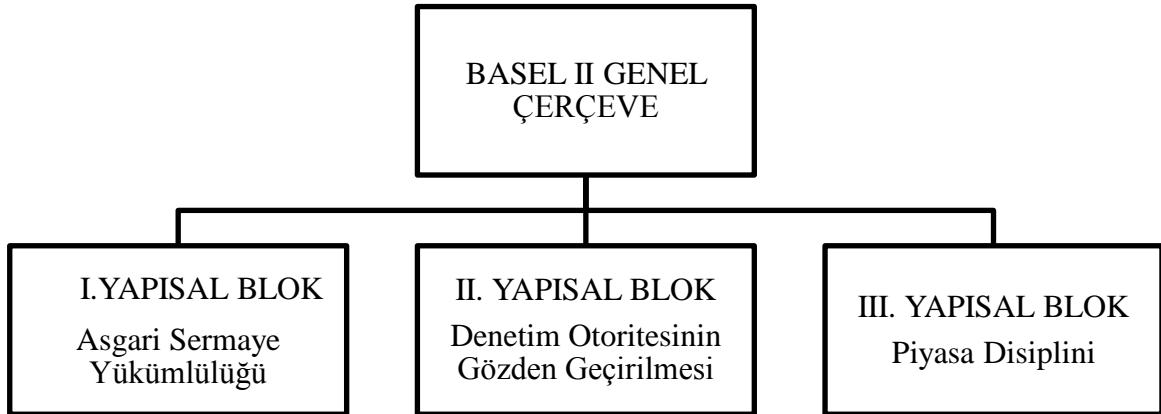 BASEL II GENEL
ÇERÇEVE
I.YAPISAL BLOK
Asgari Sermaye
Yükümlülüğü
II. YAPISAL BLOK
Denetim Otoritesinin
Gözden Geçirilmesi
III. YAPISAL BLOK
Piyasa Disiplini